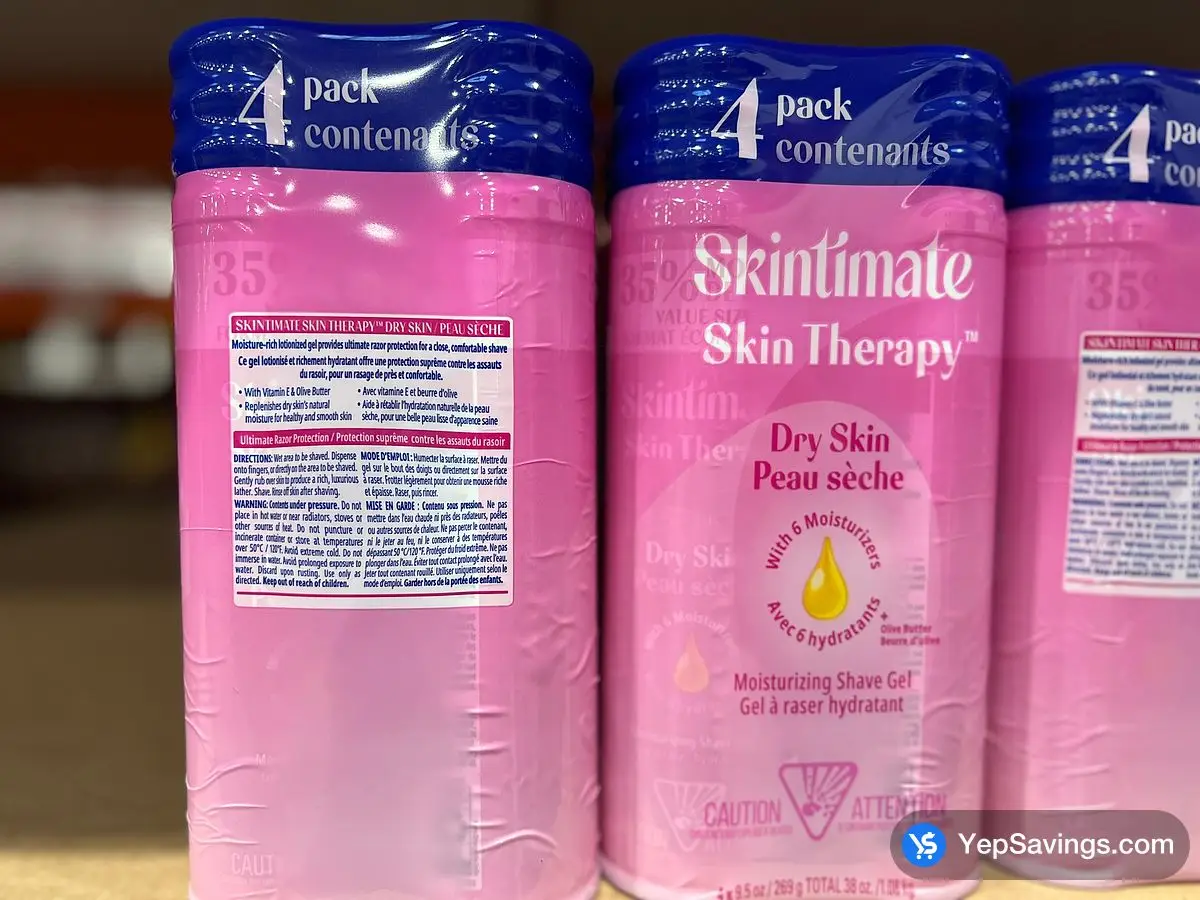 4 pack
contenants
35%
SKINTIMATE SKIN THERAPY™ DRY SKIN / PEAU SÈCHE
Moisture-rich lotionized gel provides ultimate razor protection for a close, comfortable shave
Ce gel lotionisé et richement hydratant offre une protection suprême contre les assauts
du rasoir, pour un rasage de près et confortable.
• With Vitamin E & Olive Butter
• Replenishes dry skin's natural
moisture for healthy and smooth skin
• Avec vitamine E et beurre d'olive
• Aide à rétablir l'hydratation naturelle de la peau
sèche, pour une belle peau lisse d'apparence saine
Ultimate Razor Protection / Protection suprême contre les assauts du rasoir
DIRECTIONS: Wet area to be shaved. Dispense
onto fingers, or directly on the area to be shaved.
Gently rub over skin to produce a rich, luxurious
lather. Shave. Rinse off skin after shaving.
WARNING: Contents under pressure. Do not
place in hot water or near radiators, stoves or
other sources of heat. Do not puncture or
incinerate container or store at temperatures
over 50°C / 120°F. Avoid extreme cold. Do not
immerse in water. Avoid prolonged exposure to
water. Discard upon rusting. Use only as
directed. Keep out of reach of children.
MODE D'EMPLOI : Humecter la surface à raser. Mettre du
gel sur le bout des doigts ou directement sur la surface
à raser. Frotter légèrement pour obtenir une mousse riche
et épaisse. Raser, puis rincer.
MISE EN GARDE : Contenu sous pression. Ne pas
mettre dans l'eau chaude ni près des radiateurs, poêles
ou autres sources de chaleur. Ne pas percer le contenant,
ni le jeter au feu, ni le conserver à des températures
dépassant 50 °C/120 °F. Protéger du froid extrême. Ne pas
plonger dans l'eau. Éviter tout contact prolongé avec l'eau.
Jeter tout contenant rouillé. Utiliser uniquement selon le
mode d'emploi. Garder hors de la portée des enfants.
CAUT
4 pack
contenants
35%
VALUE SIZ
Skintimate
Skin Therapy™
Skintim
Skin Ther
Dry Skin
Peau sèche
With 6 Moisturizers
Avec 6 hydratants
+
Olive Butter
Beurre d'olive
Dry Ski
Peau sèc
Moisturizing Shave Gel
Gel à raser hydratant
CAUTION
ATTENTION
4 x 9.5 oz / 269 g TOTAL 38 oz. /1.08 kg
4 pa
con
35%
YepSavings.com